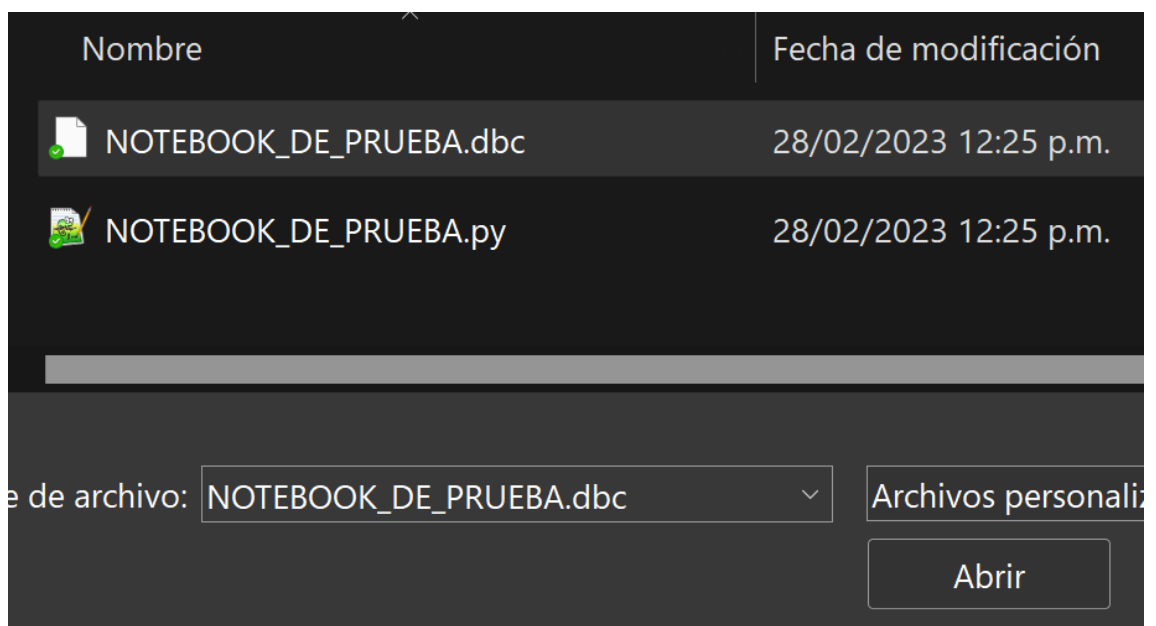 Nombre Fecha de modificación
NOTEBOOK_DE_PRUEBA.dbc 28/02/2023 12:25 p.m.
NOTEBOOK_DE_PRUEBA.py 28/02/2023 12:25 p.m.
e de archivo: NOTEBOOK_DE_PRUEBA.dbc Archivos personaliz
Abrir